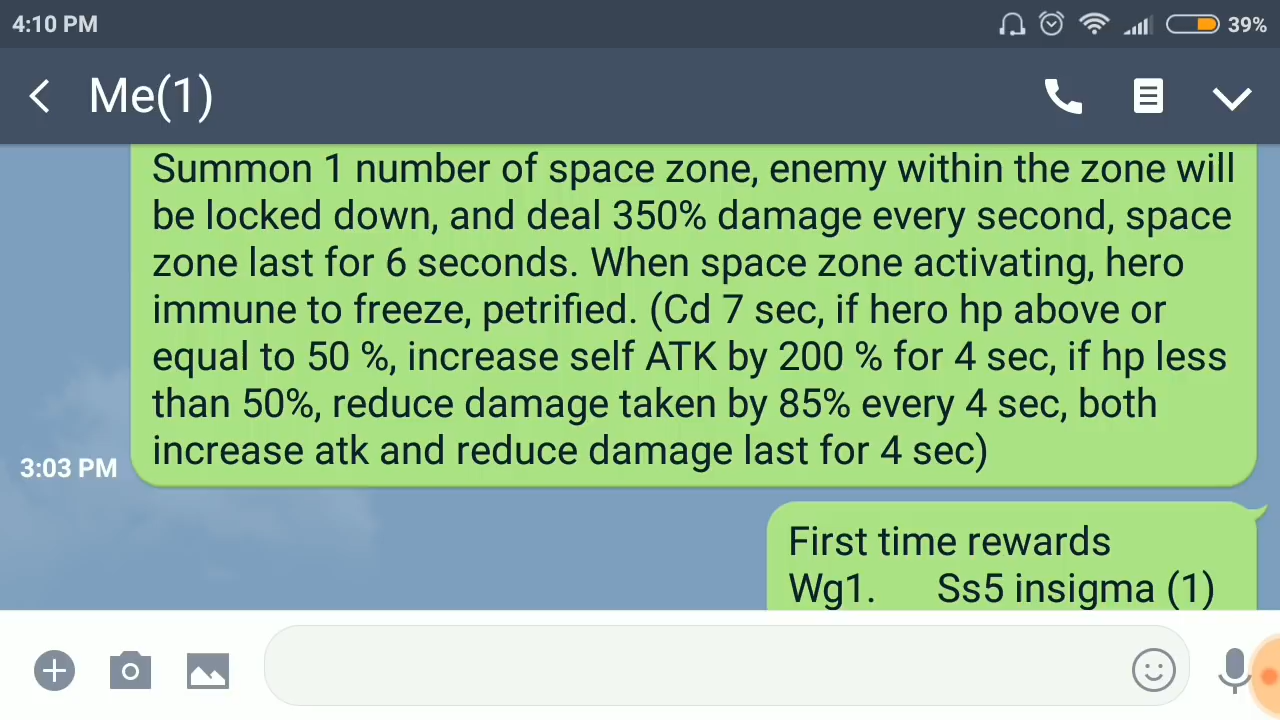 4:10 PM
39%
Me(1)
Summon 1 number of space zone, enemy within the zone will
be locked down, and deal 350% damage every second, space
zone last for 6 seconds. When space zone activating, hero
immune to freeze, petrified. (Cd 7 sec, if hero hp above or
equal to 50 %, increase self ATK by 200 % for 4 sec, if hp less
than 50%, reduce damage taken by 85% every 4 sec, both
increase atk and reduce damage last for 4 sec)
3:03 PM
First time rewards
Wg1. Ss5 insigma (1)